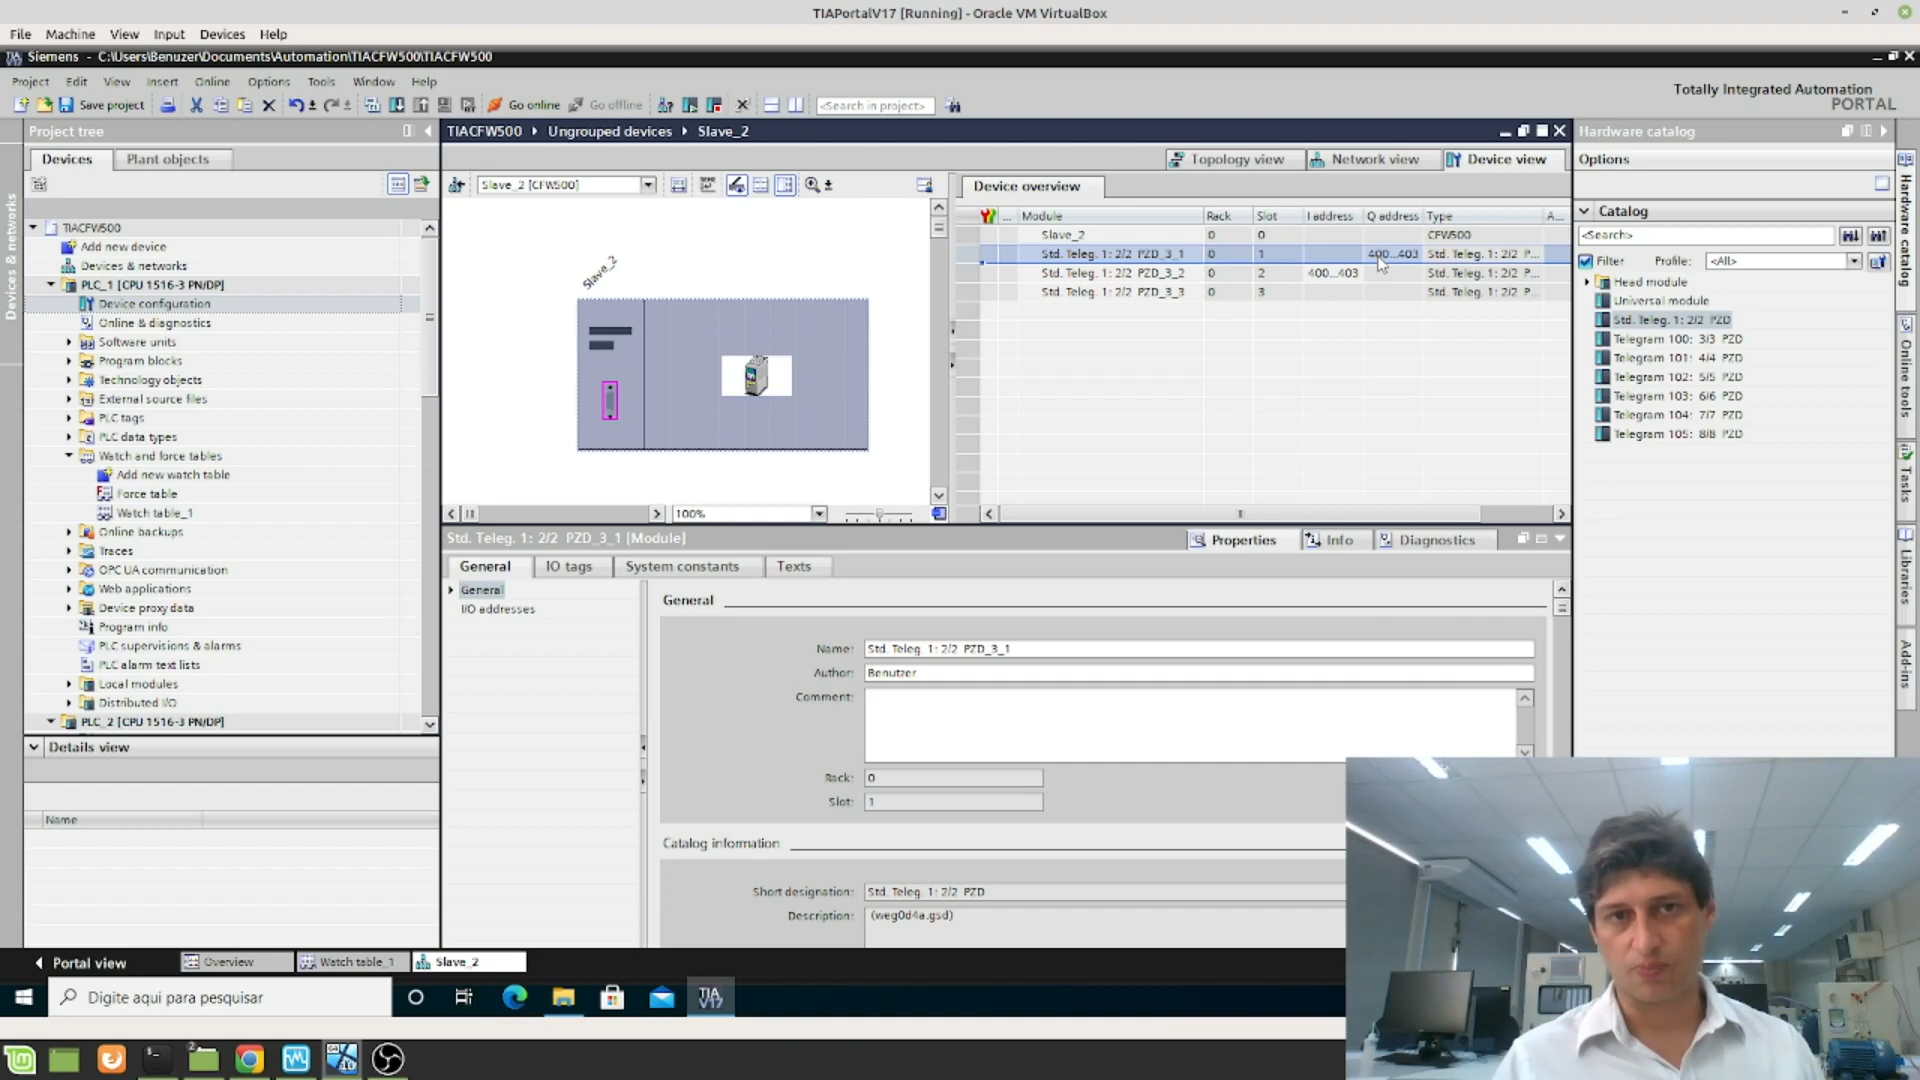 TIAPortalV17 [Running] - Oracle VM VirtualBox
File Machine View Input Devices Help
Siemens - C:\Users\Benuzer\Documents\Automation\TIACFW500\TIACFW500
Project Edit View Insert Online Options Tools Window Help
Totally Integrated Automation
PORTAL
Save project
Go online
Go offline
<Search in project>
Project tree
TIACFW500 Ungrouped devices Slave_2
Hardware catalog
Devices Plant objects
Topology view Network view Device view
Options
Slave_2 [CFW500]
Device overview
... Module Rack Slot I address Q address Type A...
Slave_2 0 0 CFW500
Std. Teleg. 1: 2/2 PZD_3_1 0 1 400...403 Std. Teleg. 1: 2/2 P...
Std. Teleg. 1: 2/2 PZD_3_2 0 2 400...403 Std. Teleg. 1: 2/2 P...
Std. Teleg. 1: 2/2 PZD_3_3 0 3 Std. Teleg. 1: 2/2 P...
Slave_2
100%
Devices & networks
TIACFW500
Add new device
Devices & networks
PLC_1 [CPU 1516-3 PN/DP]
Device configuration
Online & diagnostics
Software units
Program blocks
Technology objects
External source files
PLC tags
PLC data types
Watch and force tables
Add new watch table
Force table
Watch table_1
Online backups
Traces
OPC UA communication
Web applications
Device proxy data
Program info
PLC supervisions & alarms
PLC alarm text lists
Local modules
Distributed I/O
PLC_2 [CPU 1516-3 PN/DP]
Details view
Name
Catalog
<Search>
Filter Profile: <All>
Head module
Universal module
Std. Teleg. 1: 2/2 PZD
Telegram 100: 3/3 PZD
Telegram 101: 4/4 PZD
Telegram 102: 5/5 PZD
Telegram 103: 6/6 PZD
Telegram 104: 7/7 PZD
Telegram 105: 8/8 PZD
Hardware catalog
Online tools
Tasks
Libraries
Add-ins
Std. Teleg. 1: 2/2 PZD_3_1 [Module]
Properties Info Diagnostics
General IO tags System constants Texts
General
I/O addresses
General
Name: Std. Teleg. 1: 2/2 PZD_3_1
Author: Benutzer
Comment:
Rack: 0
Slot: 1
Catalog information
Short designation: Std. Teleg. 1: 2/2 PZD
Description: (weg0d4a.gsd)
Portal view Overview Watch table_1 Slave_2
Digite aqui para pesquisar
TIA
V17